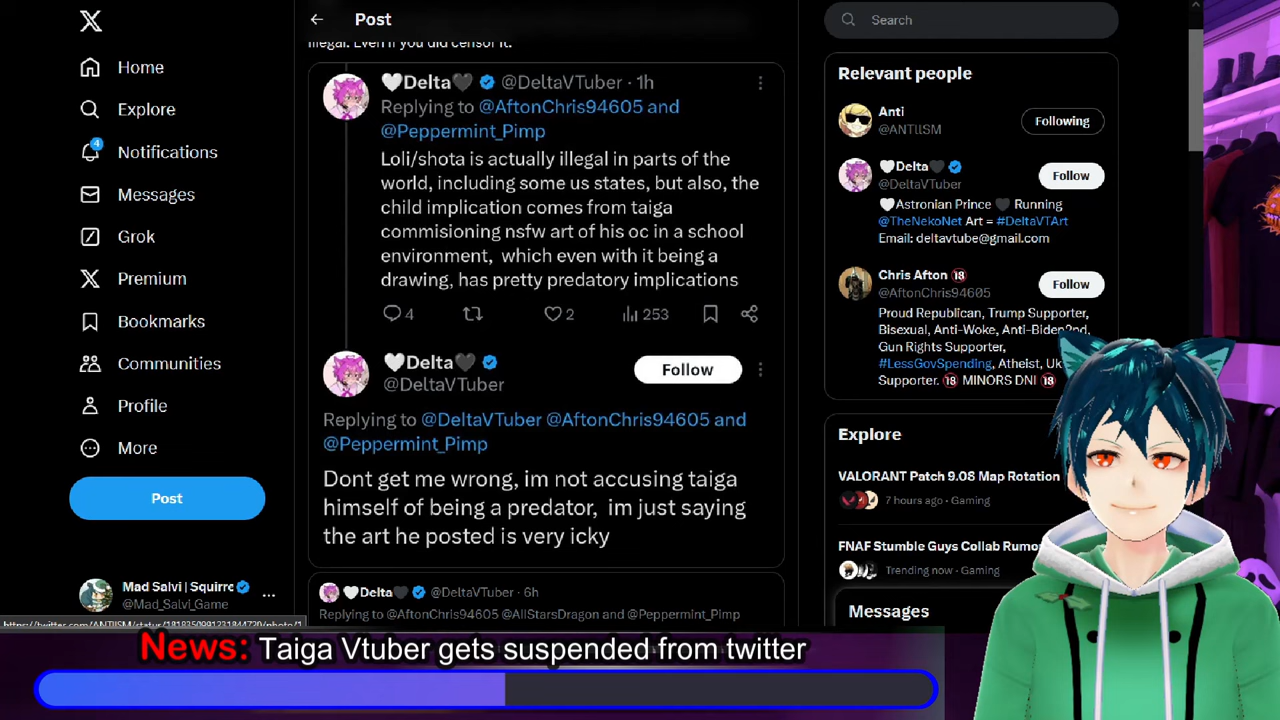 Home
Explore
4
Notifications
Messages
Grok
Premium
Bookmarks
Communities
Profile
More
Post
Mad Salvi | Squirrc
@Mad_Salvi_Game
Post
illegal. Even if you did censor it.
🤍Delta🖤 @DeltaVTuber · 1h
Replying to @AftonChris94605 and
@Peppermint_Pimp
Loli/shota is actually illegal in parts of the
world, including some us states, but also, the
child implication comes from taiga
commisioning nsfw art of his oc in a school
environment, which even with it being a
drawing, has pretty predatory implications
4 2 253
🤍Delta🖤
@DeltaVTuber
Follow
Replying to @DeltaVTuber @AftonChris94605 and
@Peppermint_Pimp
Dont get me wrong, im not accusing taiga
himself of being a predator, im just saying
the art he posted is very icky
🤍Delta🖤 @DeltaVTuber · 6h
Replying to @AftonChris94605 @AllStarsDragon and @Peppermint_Pimp
Search
Relevant people
Anti
@ANTIISM
Following
🤍Delta🖤
@DeltaVTuber
Follow
🤍Astronian Prince 🖤 Running
@TheNekoNet Art = #DeltaVTArt
Email: deltavtube@gmail.com
Chris Afton 🔞
@AftonChris94605
Follow
Proud Republican, Trump Supporter,
Bisexual, Anti-Woke, Anti-Biden2nd,
Gun Rights Supporter,
#LessGovSpending, Atheist, Uk
Supporter. 🔞 MINORS DNI 🔞
Explore
VALORANT Patch 9.08 Map Rotation
7 hours ago · Gaming
FNAF Stumble Guys Collab Rumo
Trending now · Gaming
Messages
News: Taiga Vtuber gets suspended from twitter